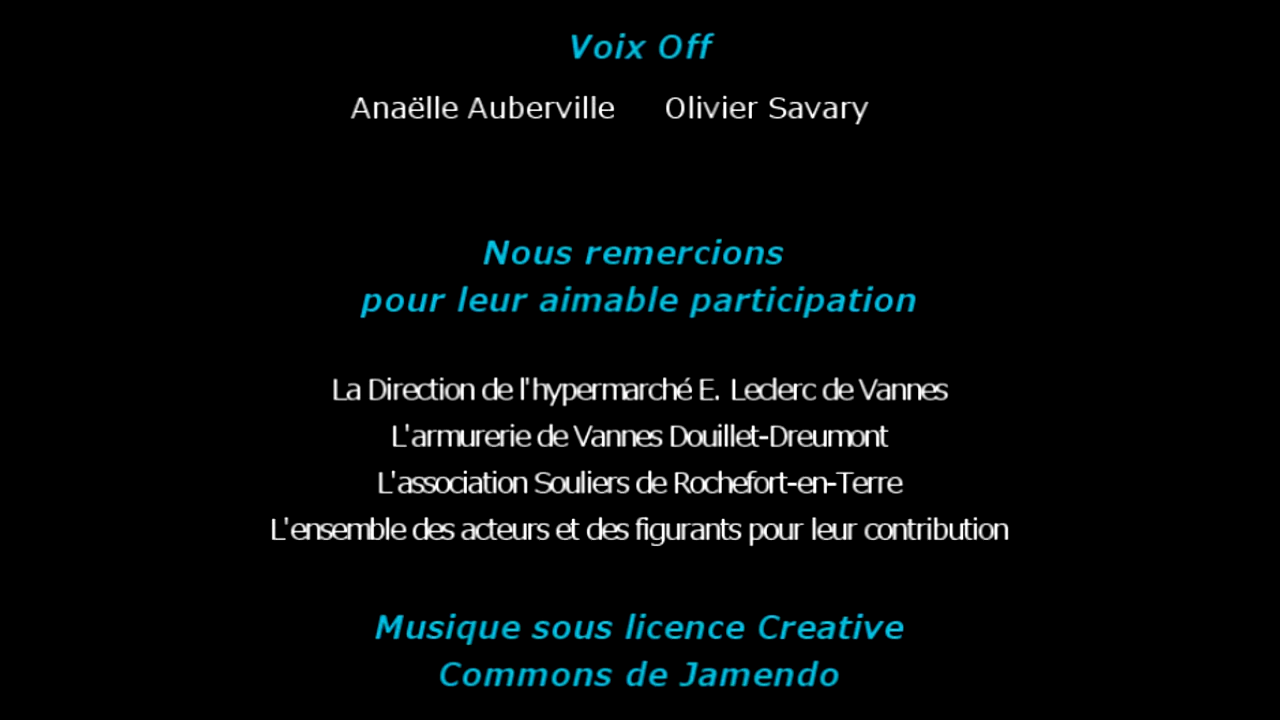 Voix Off
Anaëlle Auberville Olivier Savary
Nous remercions
pour leur aimable participation
La Direction de l'hypermarché E. Leclerc de Vannes
L'armurerie de Vannes Douillet-Dreumont
L'association Souliers de Rochefort-en-Terre
L'ensemble des acteurs et des figurants pour leur contribution
Musique sous licence Creative
Commons de Jamendo